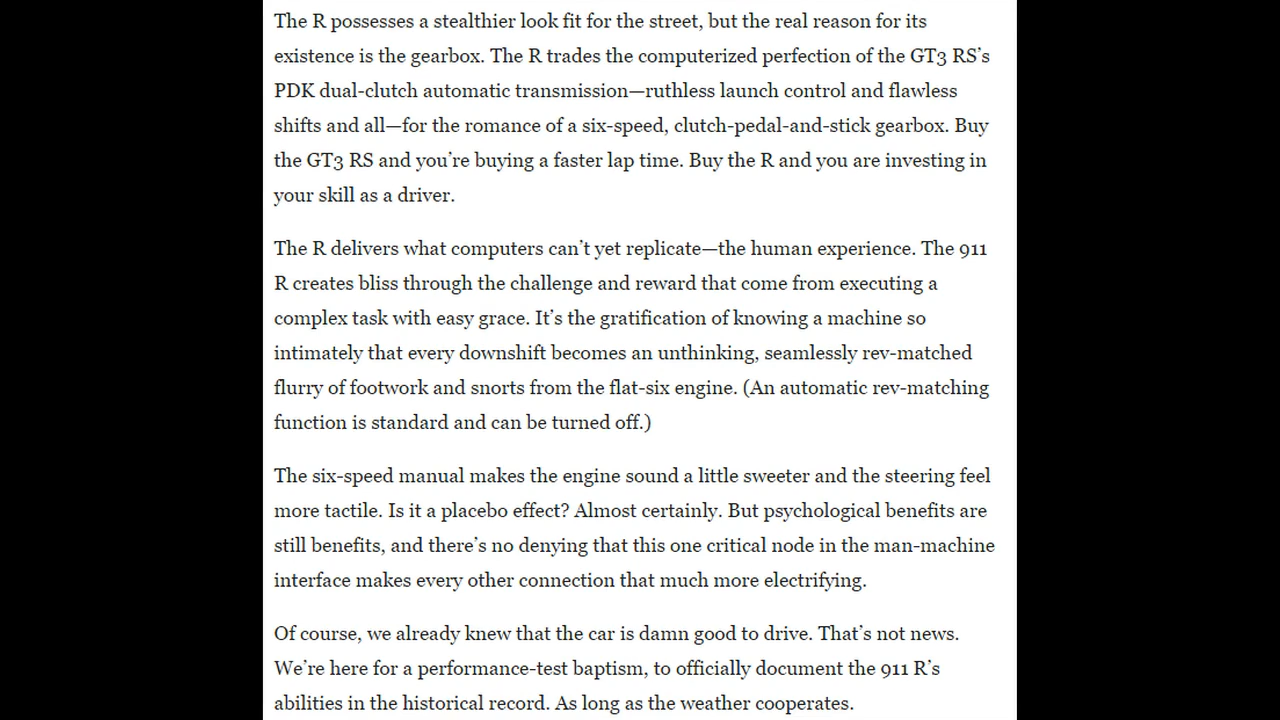 The R possesses a stealthier look fit for the street, but the real reason for its
existence is the gearbox. The R trades the computerized perfection of the GT3 RS’s
PDK dual-clutch automatic transmission—ruthless launch control and flawless
shifts and all—for the romance of a six-speed, clutch-pedal-and-stick gearbox. Buy
the GT3 RS and you’re buying a faster lap time. Buy the R and you are investing in
your skill as a driver.
The R delivers what computers can’t yet replicate—the human experience. The 911
R creates bliss through the challenge and reward that come from executing a
complex task with easy grace. It’s the gratification of knowing a machine so
intimately that every downshift becomes an unthinking, seamlessly rev-matched
flurry of footwork and snorts from the flat-six engine. (An automatic rev-matching
function is standard and can be turned off.)
The six-speed manual makes the engine sound a little sweeter and the steering feel
more tactile. Is it a placebo effect? Almost certainly. But psychological benefits are
still benefits, and there’s no denying that this one critical node in the man-machine
interface makes every other connection that much more electrifying.
Of course, we already knew that the car is damn good to drive. That’s not news.
We’re here for a performance-test baptism, to officially document the 911 R’s
abilities in the historical record. As long as the weather cooperates.